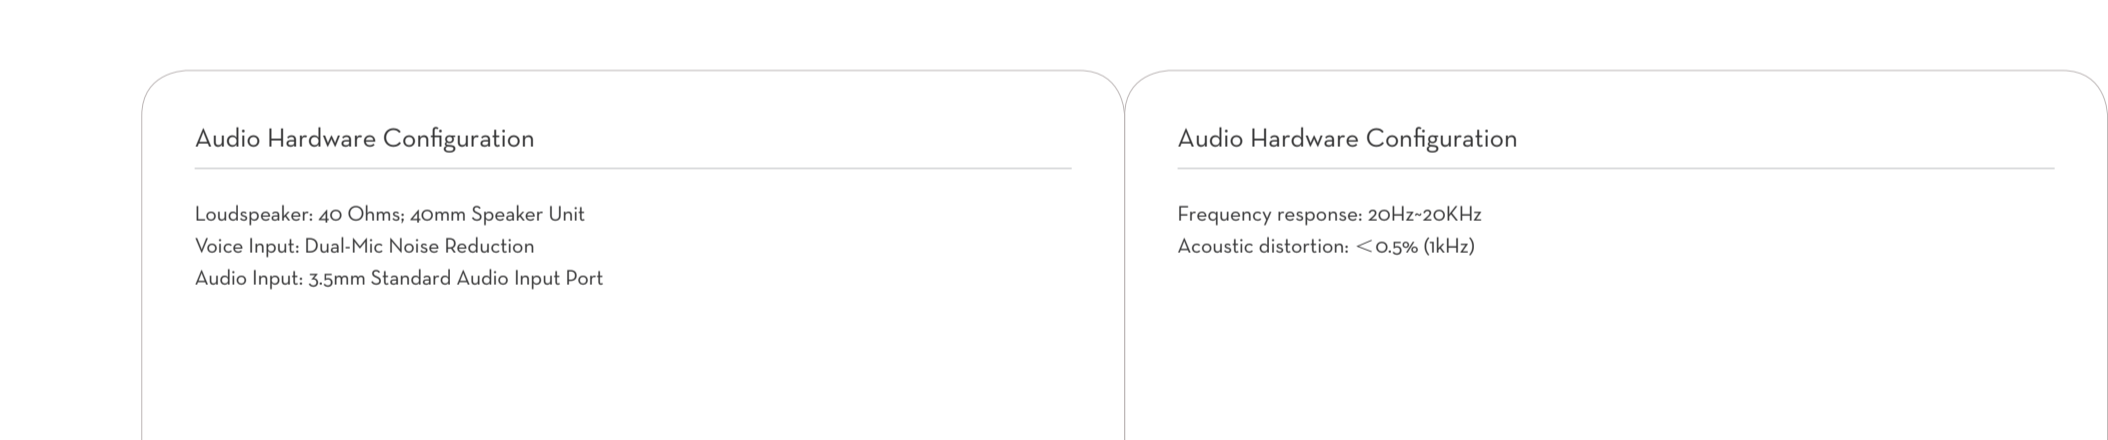 Audio Hardware Configuration
Loudspeaker: 40 Ohms; 40mm Speaker Unit
Voice Input: Dual-Mic Noise Reduction
Audio Input: 3.5mm Standard Audio Input Port
Audio Hardware Configuration
Frequency response: 20Hz~20KHz
Acoustic distortion: ＜0.5% (1kHz)